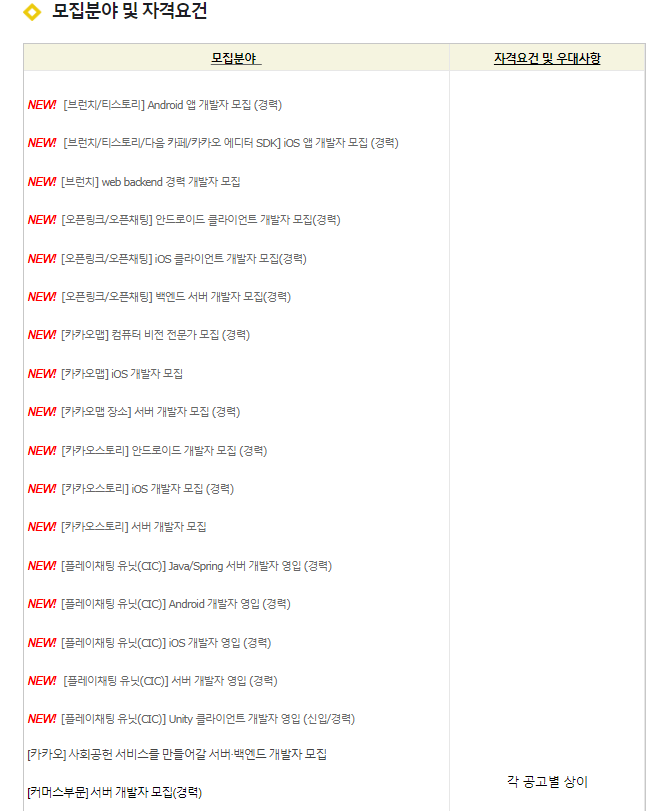 모집분야 및 자격요건
모집분야
자격요건 및 우대사항
NEW! [브런치/티스토리] Android 앱 개발자 모집 (경력)
NEW! [브런치/티스토리/다음 카페/카카오 에디터 SDK] iOS 앱 개발자 모집 (경력)
NEW! [브런치] web backend 경력 개발자 모집
NEW! [오픈링크/오픈채팅] 안드로이드 클라이언트 개발자 모집(경력)
NEW! [오픈링크/오픈채팅] iOS 클라이언트 개발자 모집(경력)
NEW! [오픈링크/오픈채팅] 백엔드 서버 개발자 모집(경력)
NEW! [카카오맵] 컴퓨터 비전 전문가 모집 (경력)
NEW! [카카오맵] iOS 개발자 모집
NEW! [카카오맵 장소] 서버 개발자 모집 (경력)
NEW! [카카오스토리] 안드로이드 개발자 모집 (경력)
NEW! [카카오스토리] iOS 개발자 모집 (경력)
NEW! [카카오스토리] 서버 개발자 모집
NEW! [플레이채팅 유닛(CIC)] Java/Spring 서버 개발자 영입 (경력)
NEW! [플레이채팅 유닛(CIC)] Android 개발자 영입 (경력)
NEW! [플레이채팅 유닛(CIC)] iOS 개발자 영입 (경력)
NEW! [플레이채팅 유닛(CIC)] 서버 개발자 영입 (경력)
NEW! [플레이채팅 유닛(CIC)] Unity 클라이언트 개발자 영입 (신입/경력)
[카카오] 사회공헌 서비스를 만들어갈 서버·백엔드 개발자 모집
각 공고별 상이
[커머스부문] 서버 개발자 모집(경력)